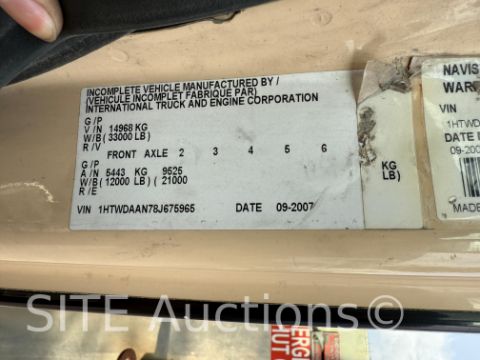 INCOMPLETE VEHICLE MANUFACTURED BY /
(VEHICULE INCOMPLET FABRIQUE PAR)
INTERNATIONAL TRUCK AND ENGINE CORPORATION
G/P
V/N 14968 KG
W/B( 33000 LB)
R/V
FRONT AXLE 2 3 4 5 6
G/P
A/N 5443 KG 9525 KG
W/B( 12000 LB) ( 21000 LB)
R/E
VIN 1HTWDAAN78J675965 DATE 09-2007
NAVIS
WAR
VIN
1HTWDA
DATE
09-200
MADE
SITE Auctions.